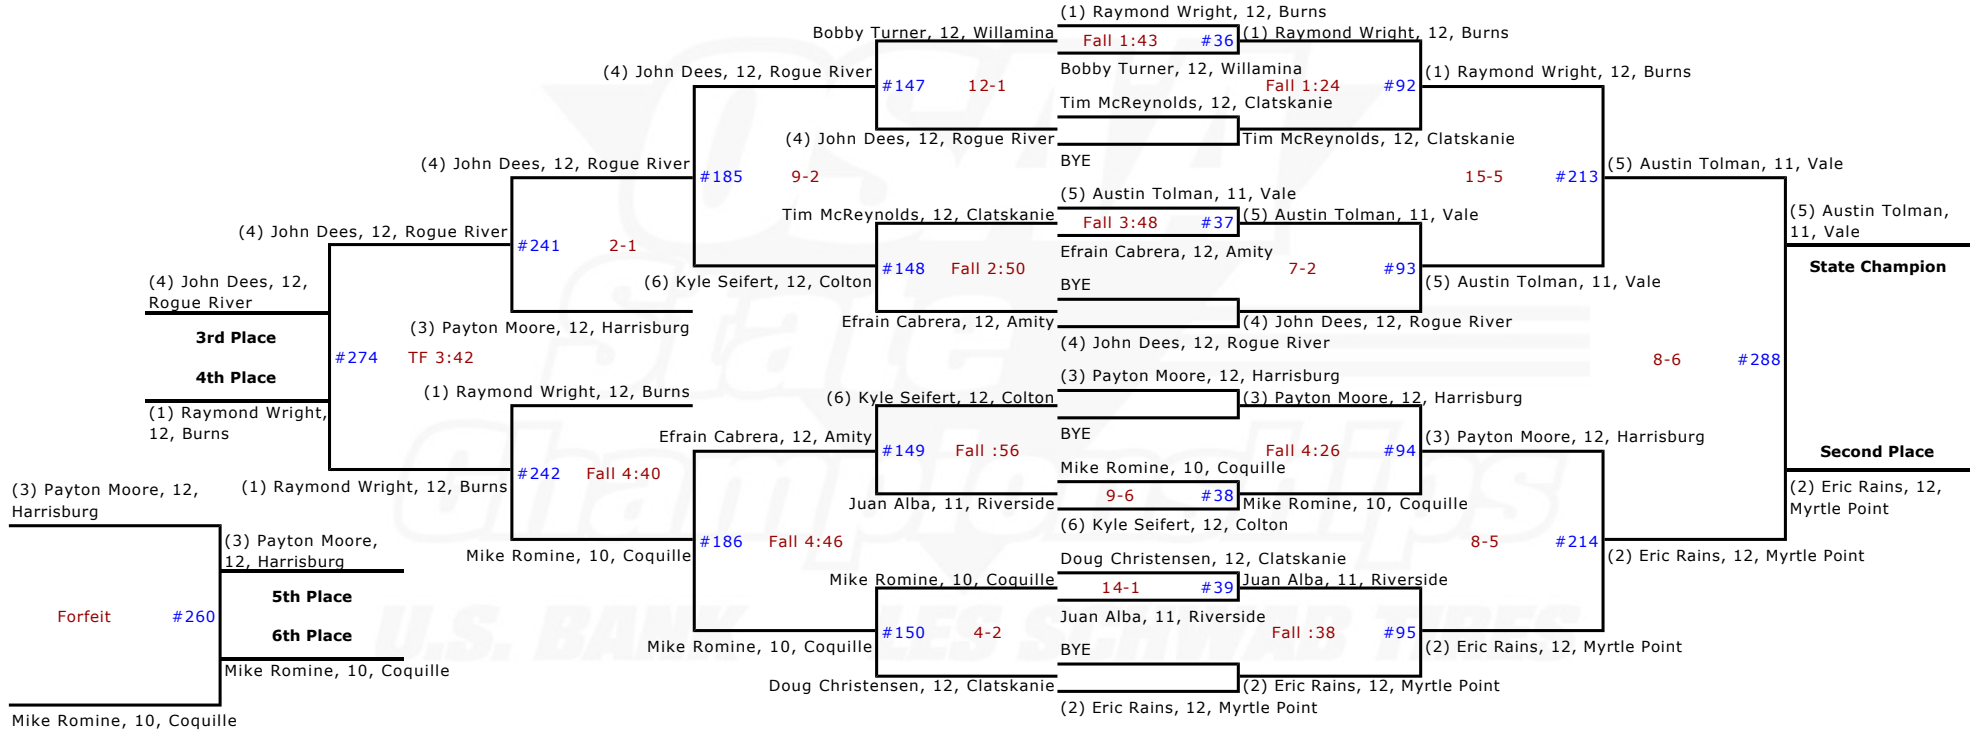 (1) Raymond Wright, 12, Burns
Bobby Turner, 12, Willamina
Fall 1:43 #36
(1) Raymond Wright, 12, Burns
(4) John Dees, 12, Rogue River
Bobby Turner, 12, Willamina
(1) Raymond Wright, 12, Burns
#147 12-1
Fall 1:24 #92
Tim McReynolds, 12, Clatskanie
(4) John Dees, 12, Rogue River
Tim McReynolds, 12, Clatskanie
BYE
(4) John Dees, 12, Rogue River
(5) Austin Tolman, 11, Vale
#185 9-2
15-5 #213
(5) Austin Tolman, 11, Vale
Tim McReynolds, 12, Clatskanie
Fall 3:48 #37
(5) Austin Tolman, 11, Vale
(5) Austin Tolman,
11, Vale
State Champion
(4) John Dees, 12, Rogue River
#241 2-1
Efrain Cabrera, 12, Amity
#148 Fall 2:50
7-2 #93
(4) John Dees, 12,
Rogue River
(6) Kyle Seifert, 12, Colton
BYE
(5) Austin Tolman, 11, Vale
3rd Place
(3) Payton Moore, 12, Harrisburg
Efrain Cabrera, 12, Amity
(4) John Dees, 12, Rogue River
(4) John Dees, 12, Rogue River
#274 TF 3:42
8-6 #288
4th Place
(3) Payton Moore, 12, Harrisburg
(1) Raymond Wright, 12, Burns
(6) Kyle Seifert, 12, Colton
(3) Payton Moore, 12, Harrisburg
(1) Raymond Wright,
12, Burns
Efrain Cabrera, 12, Amity
BYE
(3) Payton Moore, 12, Harrisburg
#149 Fall :56
Fall 4:26 #94
Second Place
#242 Fall 4:40
Mike Romine, 10, Coquille
(3) Payton Moore, 12,
Harrisburg
(1) Raymond Wright, 12, Burns
9-6 #38
(2) Eric Rains, 12,
Myrtle Point
Juan Alba, 11, Riverside
Mike Romine, 10, Coquille
(6) Kyle Seifert, 12, Colton
(3) Payton Moore,
12, Harrisburg
#186 Fall 4:46
8-5 #214
Mike Romine, 10, Coquille
Doug Christensen, 12, Clatskanie
(2) Eric Rains, 12, Myrtle Point
5th Place
Mike Romine, 10, Coquille
14-1 #39
Juan Alba, 11, Riverside
Forfeit #260
Juan Alba, 11, Riverside
6th Place
#150 4-2
Fall :38 #95
Mike Romine, 10, Coquille
Mike Romine, 10, Coquille
BYE
(2) Eric Rains, 12, Myrtle Point
Doug Christensen, 12, Clatskanie
(2) Eric Rains, 12, Myrtle Point
(2) Eric Rains, 12, Myrtle Point
Mike Romine, 10, Coquille
OSAA
State
Championships
U.S. BANK LES SCHWAB TIRES